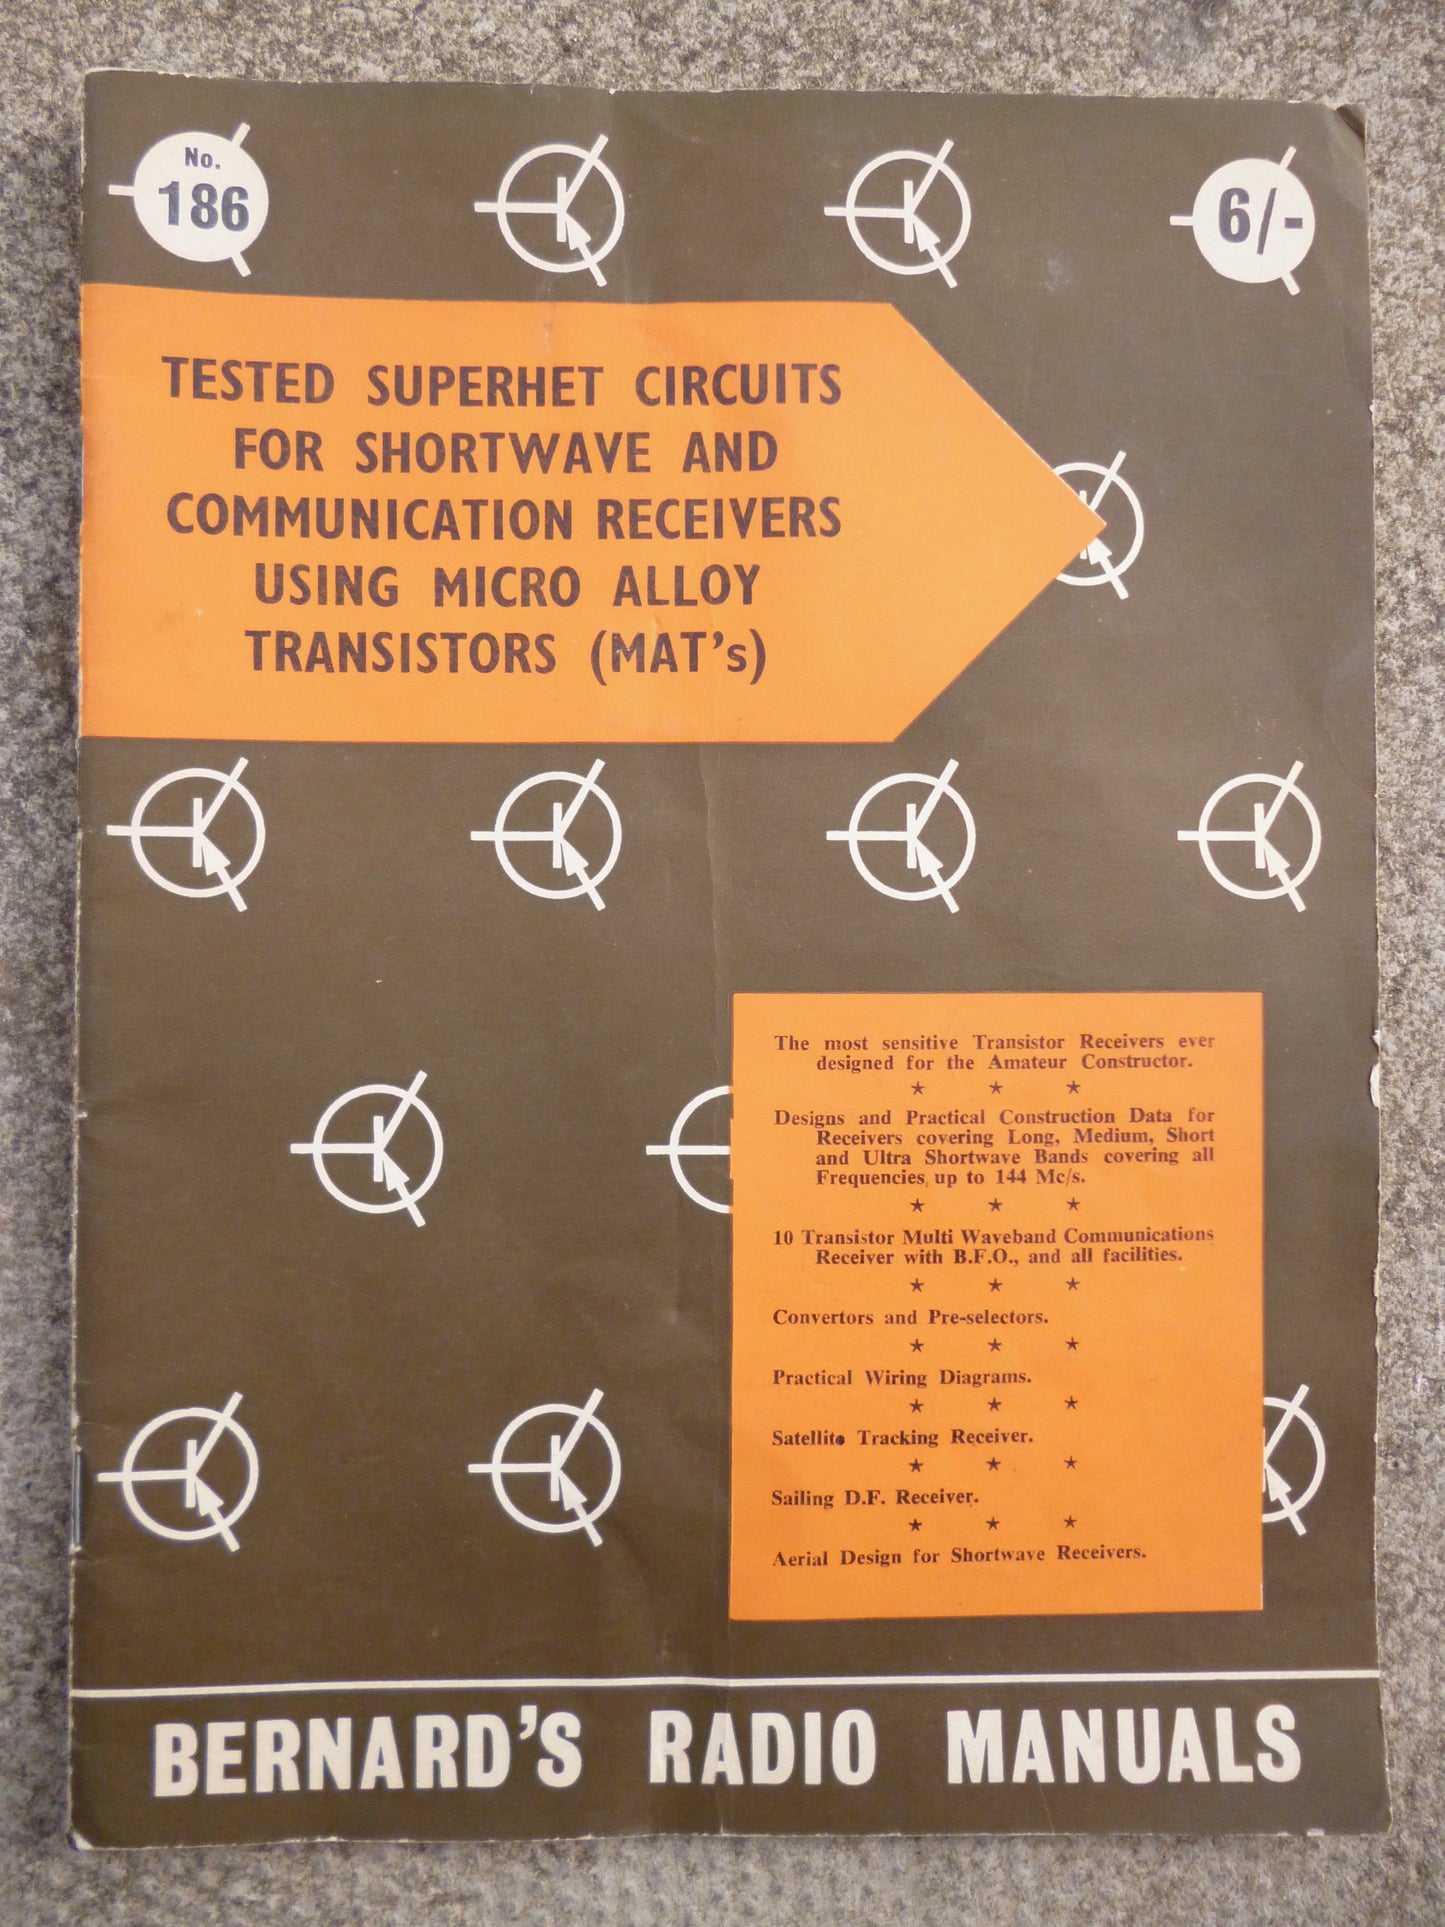 No.
186
6/-
TESTED SUPERHET CIRCUITS
FOR SHORTWAVE AND
COMMUNICATION RECEIVERS
USING MICRO ALLOY
TRANSISTORS (MAT's)
The most sensitive Transistor Receivers ever
designed for the Amateur Constructor.
★ ★ ★
Designs and Practical Construction Data for
Receivers covering Long, Medium, Short
and Ultra Shortwave Bands covering all
Frequencies, up to 144 Mc/s.
★ ★ ★
10 Transistor Multi Waveband Communications
Receiver with B.F.O., and all facilities.
★ ★ ★
Convertors and Pre-selectors.
★ ★ ★
Practical Wiring Diagrams.
★ ★ ★
Satellite Tracking Receiver.
★ ★ ★
Sailing D.F. Receiver.
★ ★ ★
Aerial Design for Shortwave Receivers.
BERNARD'S RADIO MANUALS